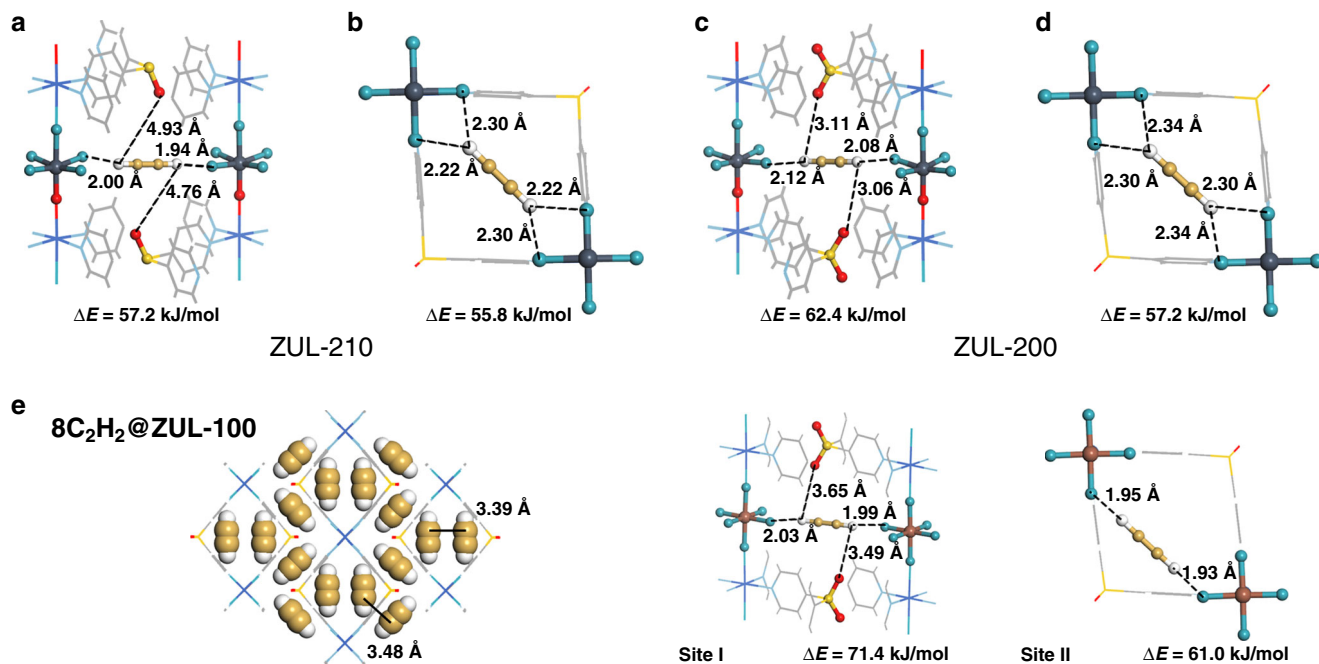 a
b
c
d
4.93 Å
1.94 Å
2.00 Å
4.76 Å
ΔE = 57.2 kJ/mol
2.30 Å
2.22 Å
2.22 Å
2.30 Å
ΔE = 55.8 kJ/mol
3.11 Å
2.08 Å
2.12 Å
3.06 Å
ΔE = 62.4 kJ/mol
2.34 Å
2.30 Å
2.30 Å
2.34 Å
ΔE = 57.2 kJ/mol
ZUL-210
ZUL-200
e
8C₂H₂@ZUL-100
3.39 Å
3.48 Å
3.65 Å
1.99 Å
2.03 Å
3.49 Å
Site I
ΔE = 71.4 kJ/mol
1.95 Å
1.93 Å
Site II
ΔE = 61.0 kJ/mol